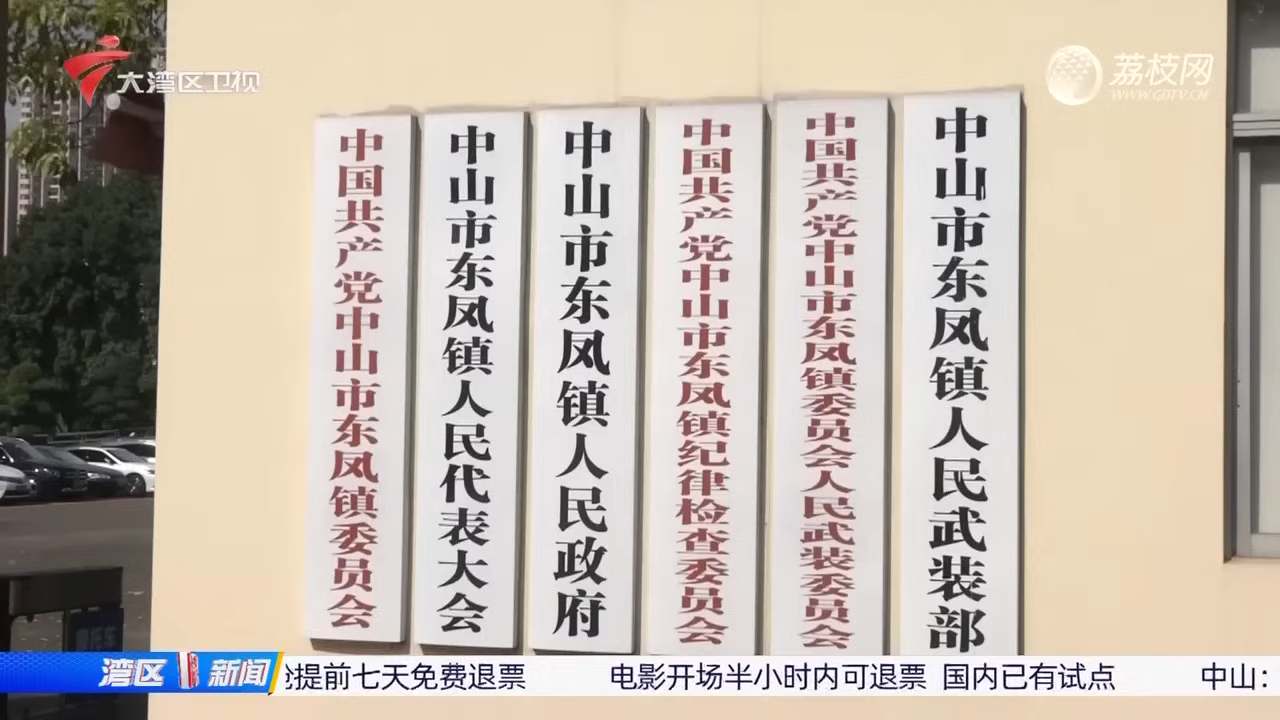 大湾区卫视
荔枝网
WWW.GDTV.CN
中国共产党中山市东凤镇委员会
中山市东凤镇人民代表大会
中山市东凤镇人民政府
中国共产党中山市东凤镇纪律检查委员会
中国共产党中山市东凤镇委员会人民武装委员会
中山市东凤镇人民武装部
湾区新闻
提前七天免费退票 电影开场半小时内可退票 国内已有试点 中山: